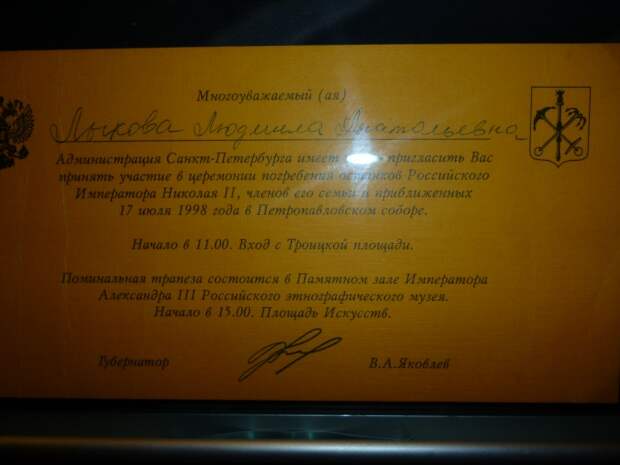 Многоуважаемый (ая)
Лыкова Людмила Анатольевна
Администрация Санкт-Петербурга имеет пригласить Вас
принять участие в церемонии погребения останков Российского
Императора Николая II, членов его семьи и приближенных
17 июля 1998 года в Петропавловском соборе.
Начало в 11.00. Вход с Троицкой площади.
Поминальная трапеза состоится в Памятном зале Императора
Александра III Российского этнографического музея.
Начало в 15.00. Площадь Искусств.
Губернатор В.А.Яковлев